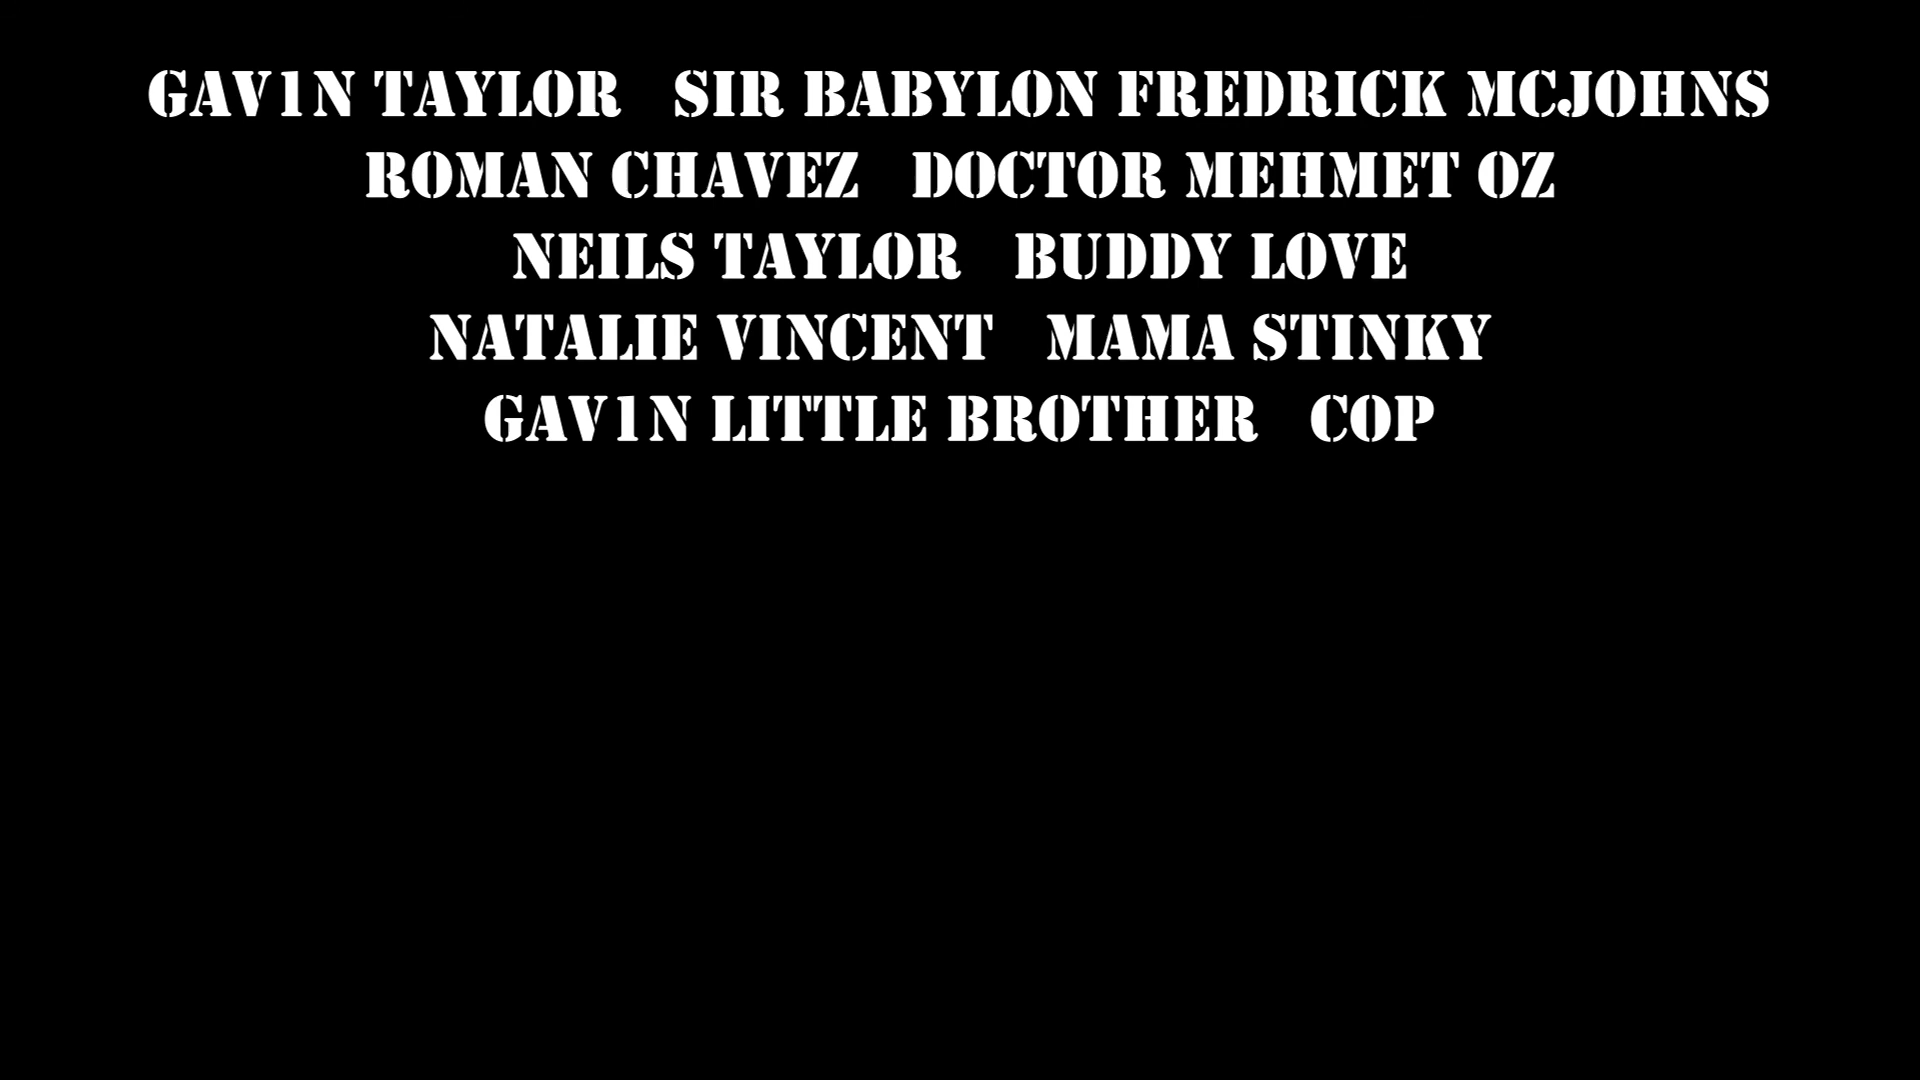 GAV1N TAYLOR   SIR BABYLON FREDRICK MCJOHNS
ROMAN CHAVEZ   DOCTOR MEHMET OZ
NEILS TAYLOR   BUDDY LOVE
NATALIE VINCENT   MAMA STINKY
GAV1N LITTLE BROTHER   COP